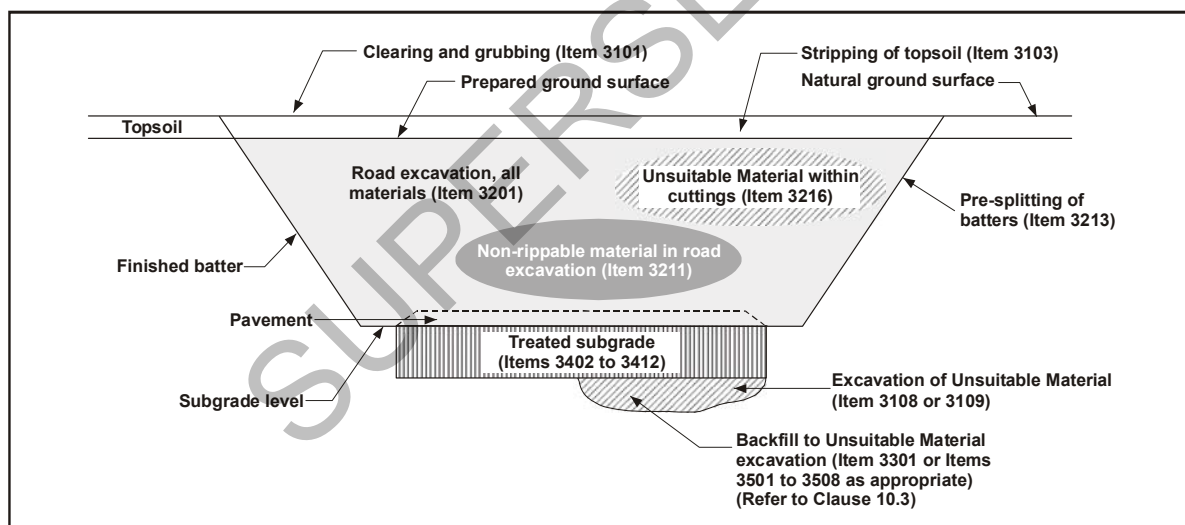 Clearing and grubbing (Item 3101)
Stripping of topsoil (Item 3103)
Prepared ground surface
Natural ground surface
Topsoil
Road excavation, all
materials (Item 3201)
Unsuitable Material within
cuttings (Item 3216)
Pre-splitting of
batters (Item 3213)
Non-rippable material in road
excavation (Item 3211)
Finished batter
Pavement
Treated subgrade
(Items 3402 to 3412)
Subgrade level
Excavation of Unsuitable Material
(Item 3108 or 3109)
Backfill to Unsuitable Material
excavation (Item 3301 or Items
3501 to 3508 as appropriate)
(Refer to Clause 10.3)